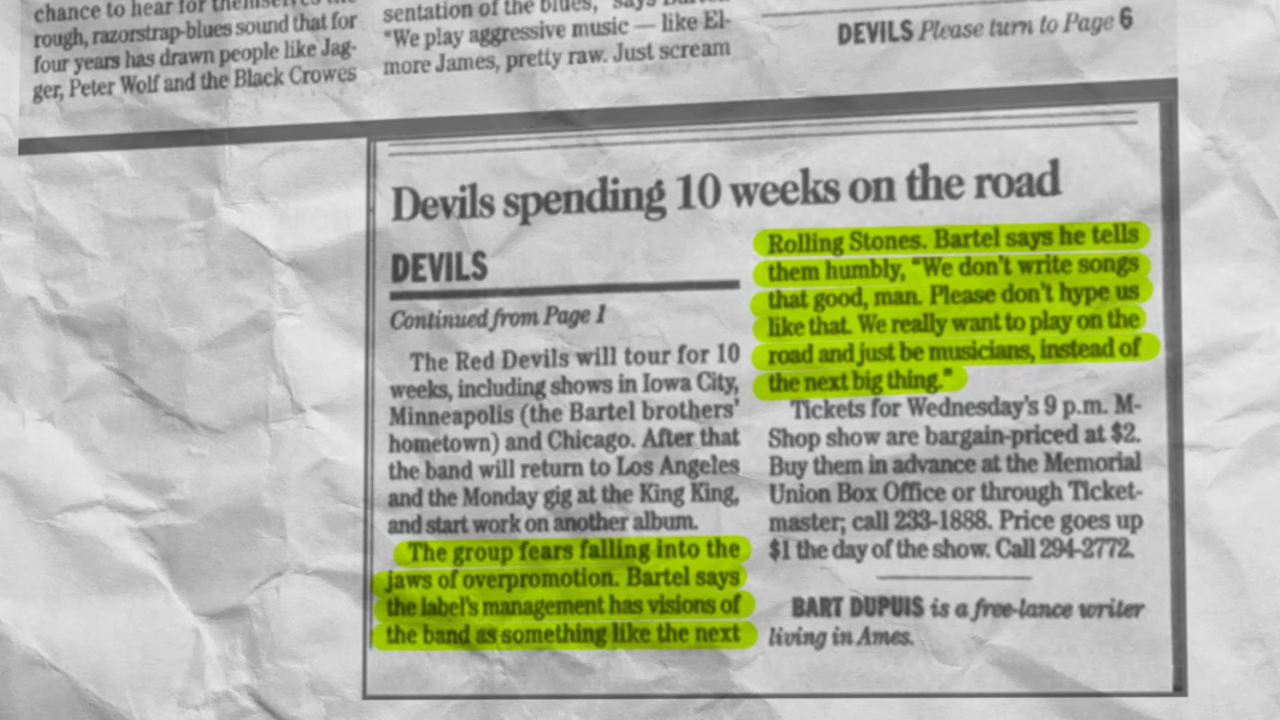 chance to hear for themselves the
rough, razorstrap-blues sound that for
four years has drawn people like Jag-
ger, Peter Wolf and the Black Crowes
sentation of the blues," says
"We play aggressive music — like El-
more James, pretty raw. Just scream
DEVILS Please turn to Page 6
Devils spending 10 weeks on the road
DEVILS
Continued from Page 1
The Red Devils will tour for 10
weeks, including shows in Iowa City,
Minneapolis (the Bartel brothers'
hometown) and Chicago. After that
the band will return to Los Angeles
and the Monday gig at the King King,
and start work on another album.
The group fears falling into the
jaws of overpromotion. Bartel says
the label's management has visions of
the band as something like the next
Rolling Stones. Bartel says he tells
them humbly, "We don't write songs
that good, man. Please don't hype us
like that. We really want to play on the
road and just be musicians, instead of
the next big thing."
Tickets for Wednesday's 9 p.m. M-
Shop show are bargain-priced at $2.
Buy them in advance at the Memorial
Union Box Office or through Ticket-
master; call 233-1888. Price goes up
$1 the day of the show. Call 294-2772.
BART DUPUIS is a free-lance writer
living in Ames.